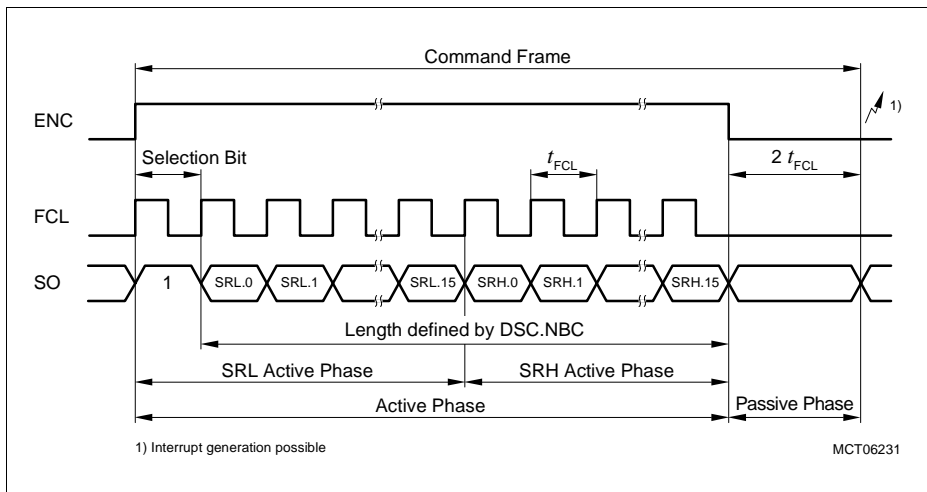 Command Frame
ENC
1)
Selection Bit
tFCL
2 tFCL
FCL
SO
1
SRL.0
SRL.1
SRL.15
SRH.0
SRH.1
SRH.15
Length defined by DSC.NBC
SRL Active Phase
SRH Active Phase
Active Phase
Passive Phase
1) Interrupt generation possible
MCT06231